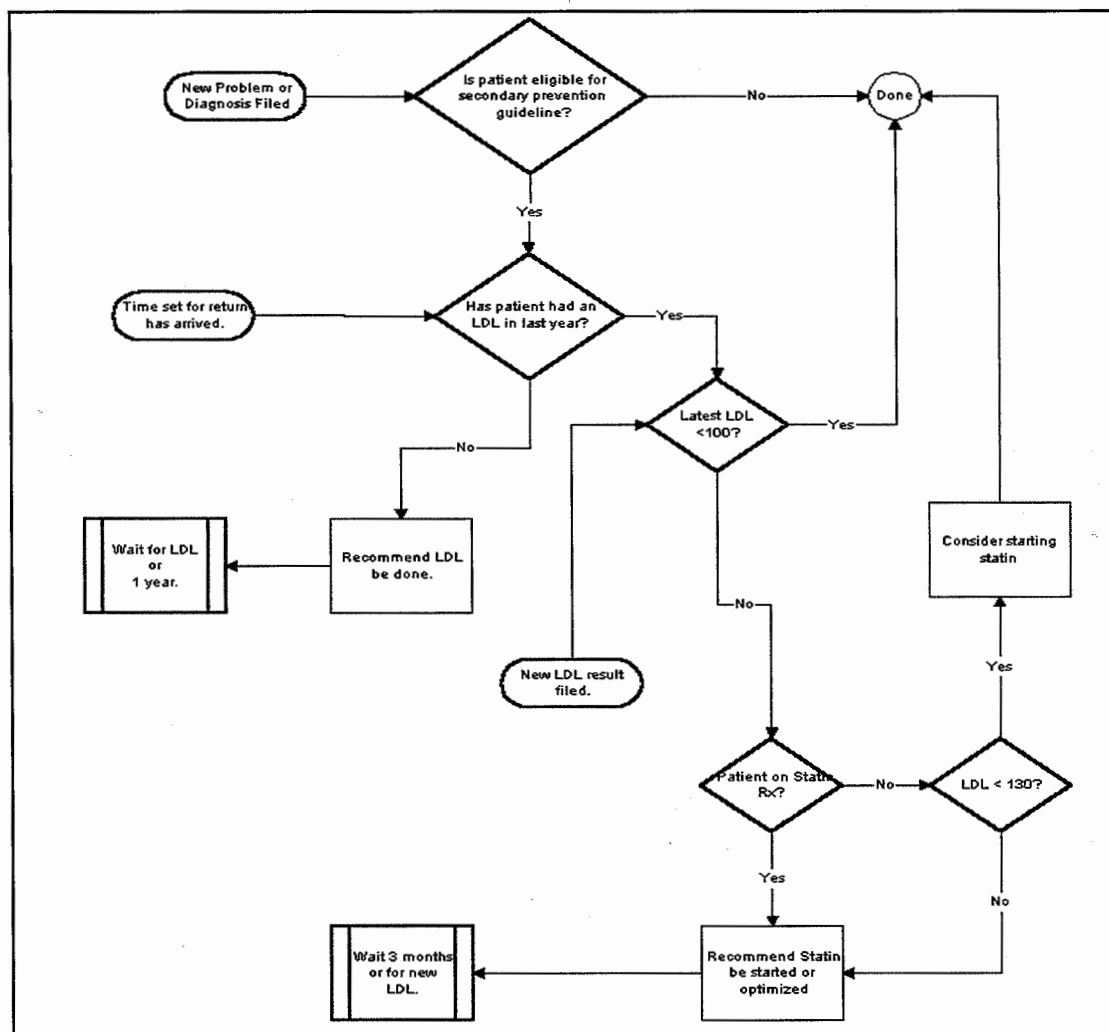 New Problem or
Diagnosis Filed
Is patient eligible for
secondary prevention
guideline?
No
Done
Yes
Time set for return
has arrived.
Has patient had an
LDL in last year?
Yes
Latest LDL
<100?
Yes
No
Wait for LDL
or
1 year.
Recommend LDL
be done.
Consider starting
statin
No
New LDL result
filed.
Yes
Patient on Statin
Rx?
No
LDL < 130?
Yes
No
Wait 3 months
or for new
LDL.
Recommend Statin
be started or
optimized